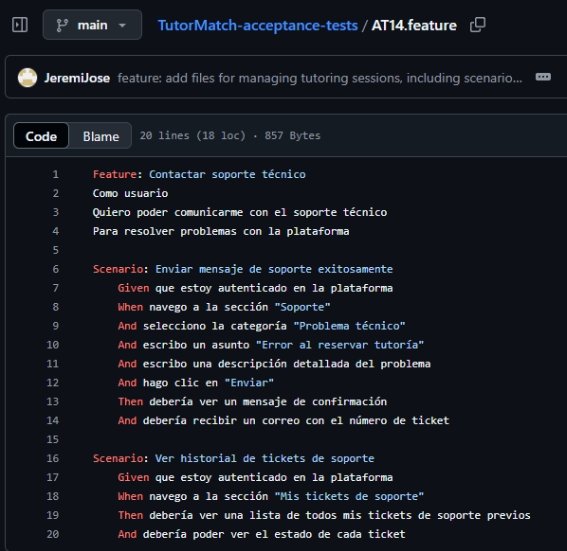 main
TutorMatch-acceptance-tests / AT14.feature
JeremiJose feature: add files for managing tutoring sessions, including scenario...
Code Blame 20 lines (18 loc) · 857 Bytes
1 Feature: Contactar soporte técnico
2 Como usuario
3 Quiero poder comunicarme con el soporte técnico
4 Para resolver problemas con la plataforma
5
6 Scenario: Enviar mensaje de soporte exitosamente
7 Given que estoy autenticado en la plataforma
8 When navego a la sección "Soporte"
9 And selecciono la categoría "Problema técnico"
10 And escribo un asunto "Error al reservar tutoría"
11 And escribo una descripción detallada del problema
12 And hago clic en "Enviar"
13 Then debería ver un mensaje de confirmación
14 And debería recibir un correo con el número de ticket
15
16 Scenario: Ver historial de tickets de soporte
17 Given que estoy autenticado en la plataforma
18 When navego a la sección "Mis tickets de soporte"
19 Then debería ver una lista de todos mis tickets de soporte previos
20 And debería poder ver el estado de cada ticket